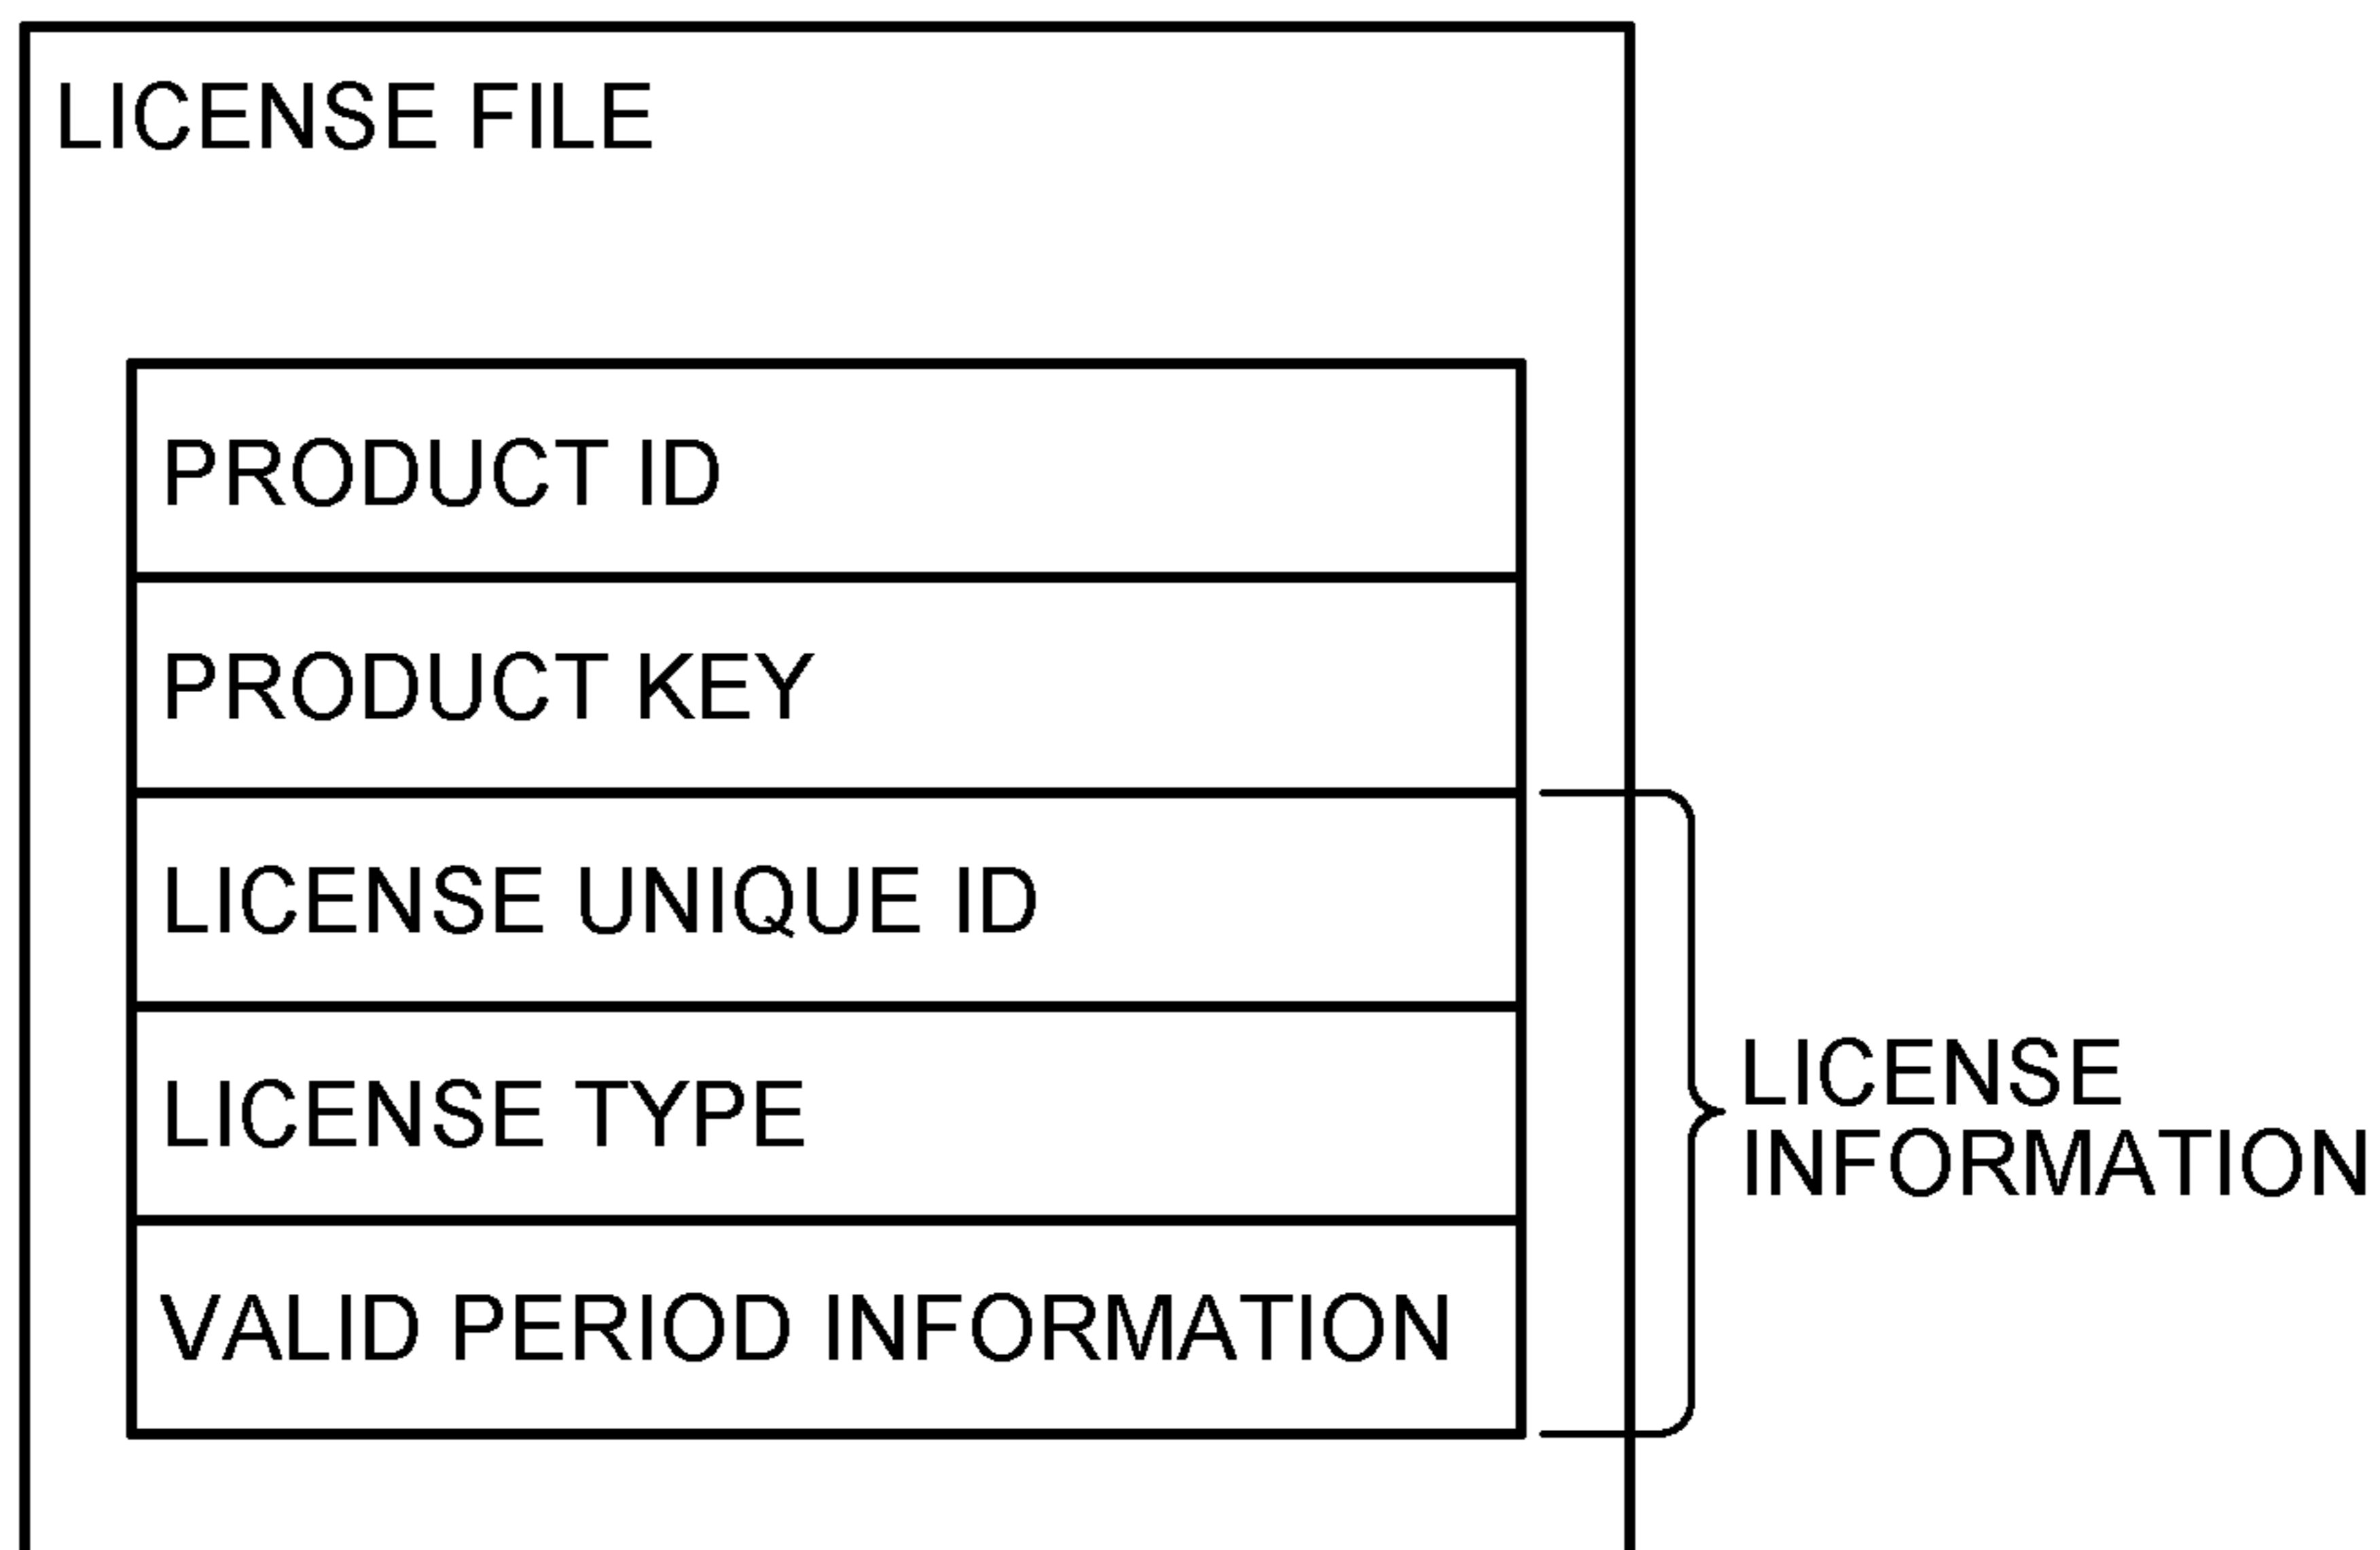 LICENSE FILE
PRODUCT ID
PRODUCT KEY
LICENSE UNIQUE ID
LICENSE TYPE
VALID PERIOD INFORMATION
LICENSE
INFORMATION